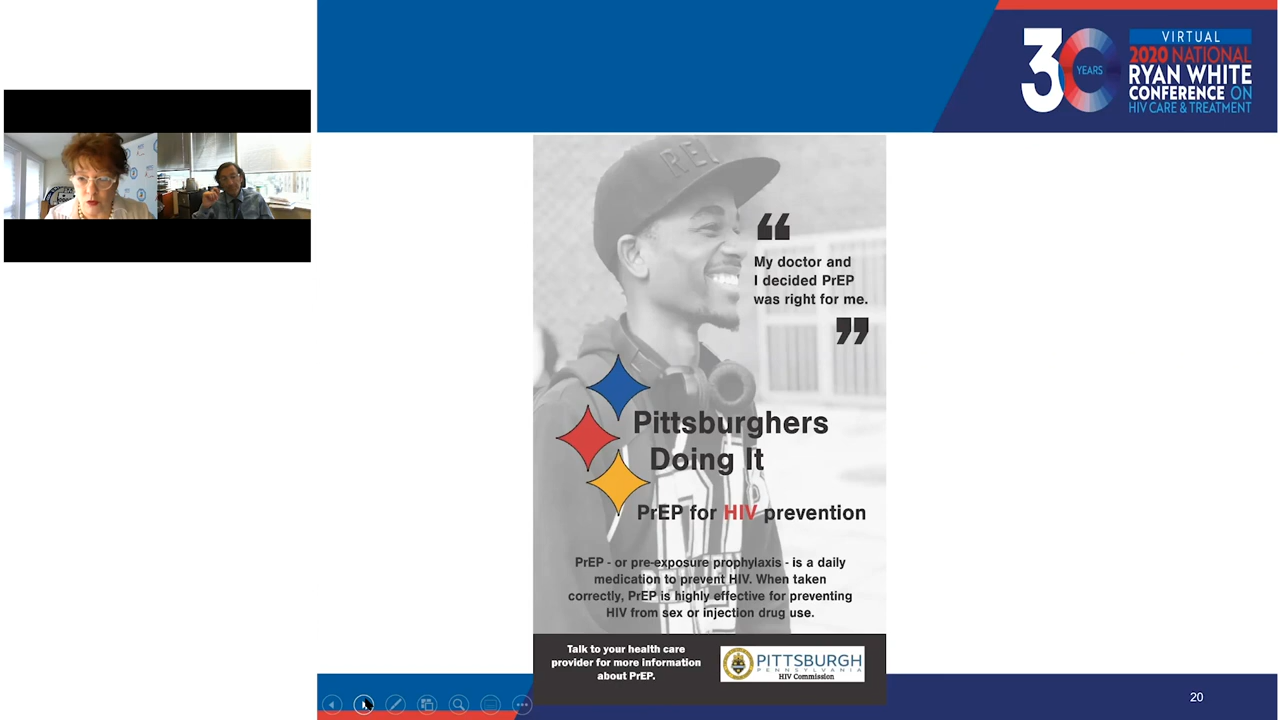 VIRTUAL
2020 NATIONAL
30
YEARS
RYAN WHITE
CONFERENCE ON
HIV CARE & TREATMENT
REI
“
My doctor and
I decided PrEP
was right for me.
”
Pittsburghers
Doing It
PrEP for HIV prevention
PrEP - or pre-exposure prophylaxis - is a daily
medication to prevent HIV. When taken
correctly, PrEP is highly effective for preventing
HIV from sex or injection drug use.
Talk to your health care
provider for more information
about PrEP.
PITTSBURGH
PENNSYLVANIA
HIV Commission
20